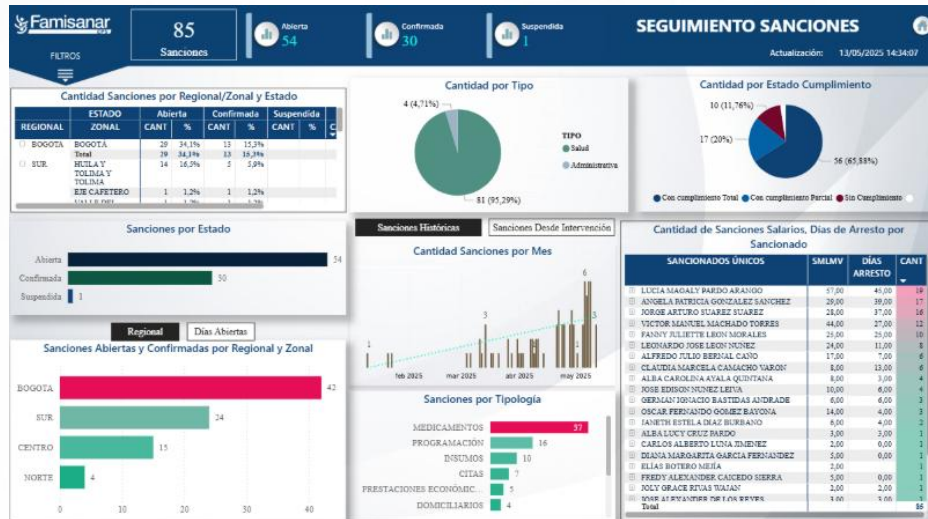 Famisanar
EPS
FILTROS
85
Sanciones
Abierta
54
Confirmada
30
Suspendida
1
SEGUIMIENTO SANCIONES
Actualización: 13/05/2025 14:34:07
Cantidad Sanciones por Regional/Zonal y Estado
ESTADO Abierta Confirmada Suspendida
REGIONAL ZONAL CANT % CANT % CANT % C
BOGOTA BOGOTÁ 29 34,1% 13 15,3%
Total 29 34,1% 13 15,3%
SUR HUILA Y TOLIMA Y TOLIMA 14 16,5% 5 5,9%
EJE CAFETERO 1 1,2% 1 1,2%
Cantidad por Tipo
4 (4,71%)
81 (95,29%)
TIPO
Salud
Administrativa
Cantidad por Estado Cumplimiento
10 (11,76%)
17 (20%)
56 (65,88%)
Con cumplimiento Total Con cumplimiento Parcial Sin Cumplimiento
Sanciones por Estado
Abierta 54
Confirmada 30
Suspendida 1
Sanciones Históricas Sanciones Desde Intervención
Cantidad Sanciones por Mes
6
3
3
1
1
1
feb 2025 mar 2025 abr 2025 may 2025
Regional Días Abiertas
Sanciones Abiertas y Confirmadas por Regional y Zonal
BOGOTA 42
SUR 24
CENTRO 15
NORTE 4
0 10 20 30 40
Sanciones por Tipología
MEDICAMENTOS 37
PROGRAMACIÓN 16
INSUMOS 10
CITAS 7
PRESTACIONES ECONÓMIC... 5
DOMICILIARIOS 4
Cantidad de Sanciones Salarios, Días de Arresto por
Sancionado
SANCIONADOS ÚNICOS SMLMV DÍAS ARRESTO CANT
LUCIA MAGALY PARDO ARANGO 57,00 45,00 19
ANGELA PATRICIA GONZALEZ SANCHEZ 29,00 39,00 17
JORGE ARTURO SUAREZ SUAREZ 28,00 37,00 16
VICTOR MANUEL MACHADO TORRES 44,00 27,00 12
FANNY JULIETTE LEON MORALES 25,00 25,00 10
LEONARDO JOSE LEON NUNEZ 24,00 11,00 8
ALFREDO JULIO BERNAL CAÑO 17,00 7,00 6
CLAUDIA MARCELA CAMACHO VARON 8,00 13,00 6
ALBA CAROLINA AYALA QUINTANA 8,00 3,00 4
JOSE EDISON NUNEZ LEIVA 10,00 6,00 4
GERMAN IGNACIO BASTIDAS ANDRADE 6,00 6,00 3
OSCAR FERNANDO GOMEZ BAYONA 14,00 4,00 3
JANETH ESTELA DIAZ BURBANO 6,00 4,00 2
ALBA LUCY CRUZ PARDO 3,00 3,00 1
CARLOS ALBERTO LUNA JIMENEZ 2,00 0,00 1
DIANA MARGARITA GARCIA FERNANDEZ 5,00 0,00 1
ELIAS BOTERO MEJÍA 2,00 1
FREDY ALEXANDER CAICEDO SIERRA 5,00 0,00 1
JOLY GRACE RIVAS WAJAN 2,00 2,00 1
JOSE ALEXANDER DE LOS REYES 3,00 3,00 1
Total 85